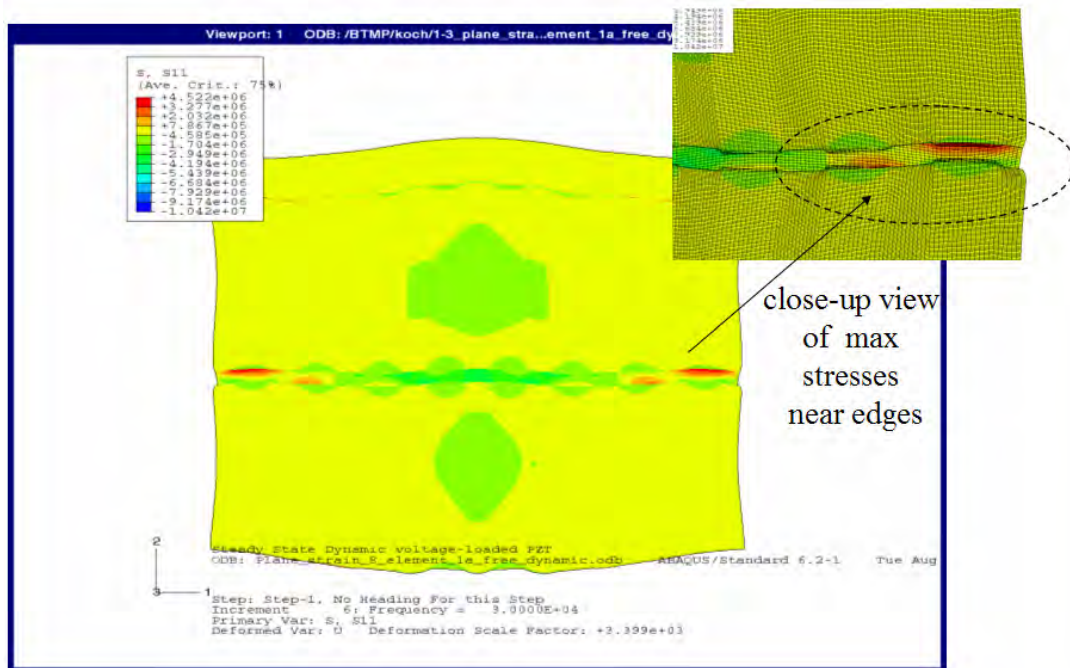 Viewport: 1 ODB: /BTMP/koch/1-3_plane_stra...ement_1a_free_dy
S, S11
(Ave. Crit.: 75%)
+4.522e+06
+3.277e+06
+2.032e+06
+7.867e+05
-4.585e+05
-1.704e+06
-2.949e+06
-4.194e+06
-5.439e+06
-6.684e+06
-7.929e+06
-9.174e+06
-1.042e+07
close-up view
of max
stresses
near edges
2
3
1
Steady State Dynamic voltage-loaded PZT
ODB: Plane_strain_8_element_1a_free_dynamic.odb ABAQUS/Standard 6.2-1 Tue Aug
Step: Step-1, No Heading For this Step
Increment 6: Frequency = 3.0000E+04
Primary Var: S, S11
Deformed Var: U Deformation Scale Factor: +3.399e+03